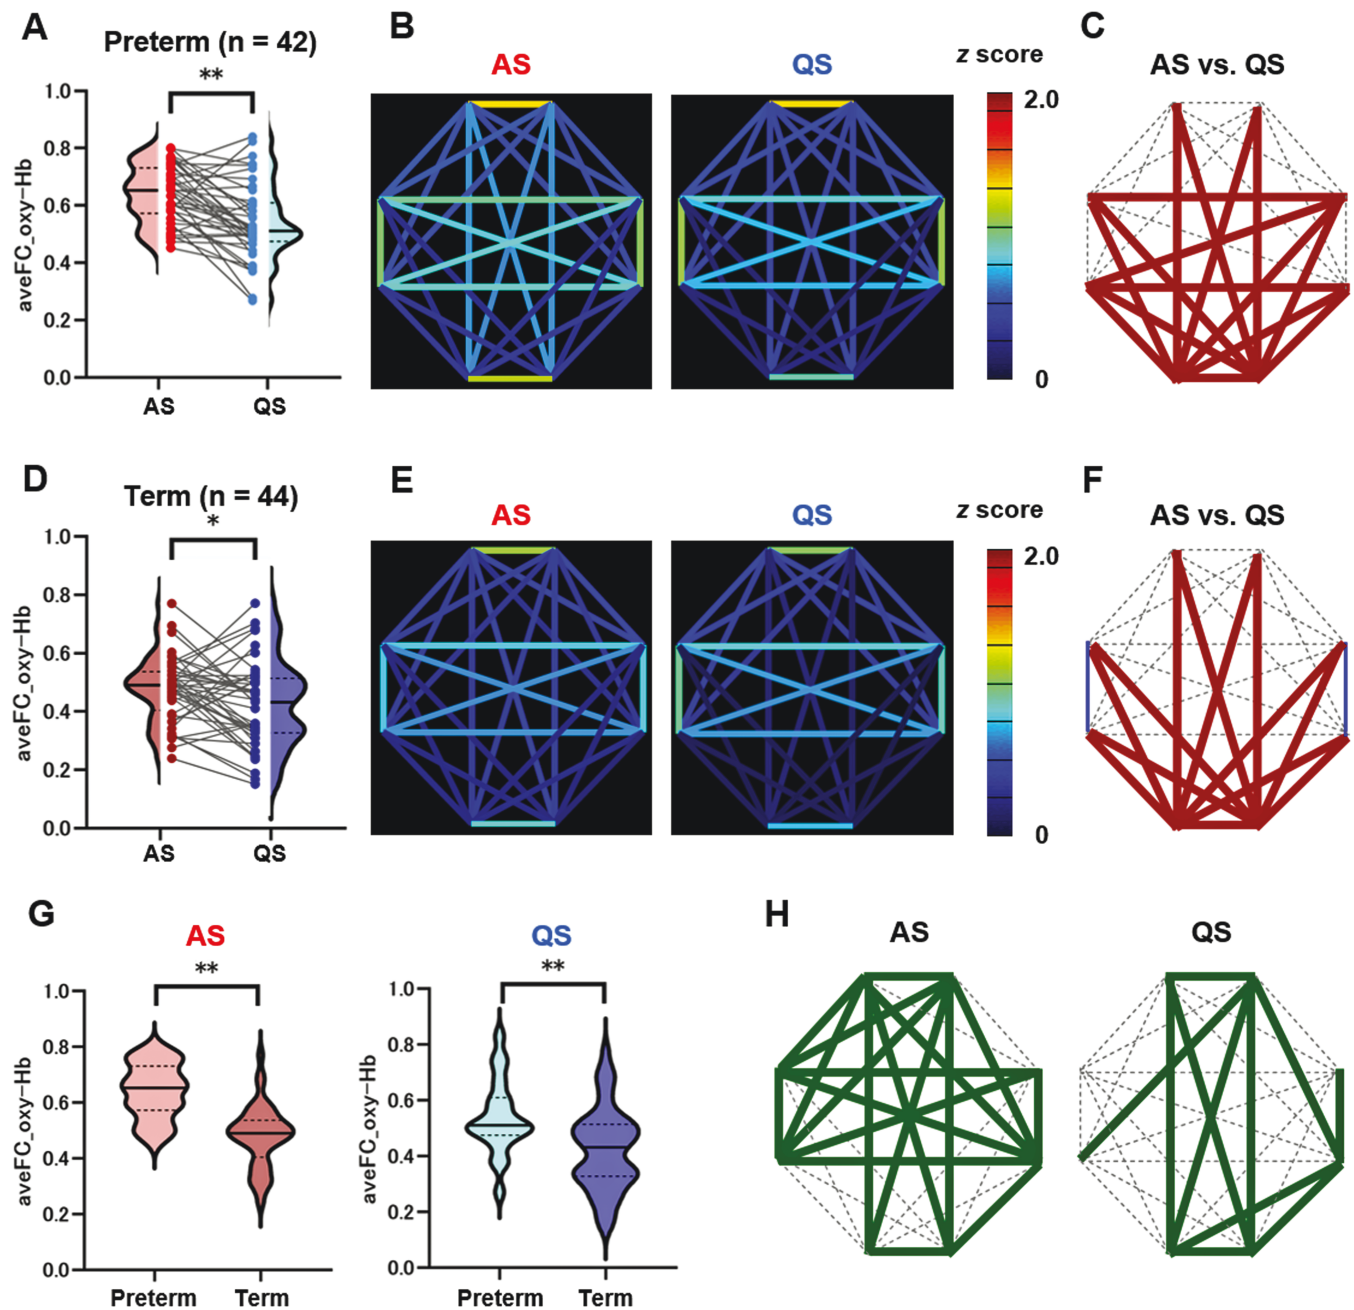 A
Preterm (n = 42)
**
1.0
0.8
0.6
0.4
0.2
0.0
aveFC_oxy-Hb
AS
QS
B
AS
QS
z score
2.0
0
C
AS vs. QS
D
Term (n = 44)
*
1.0
0.8
0.6
0.4
0.2
0.0
aveFC_oxy-Hb
AS
QS
E
AS
QS
z score
2.0
0
F
AS vs. QS
G
AS
**
1.0
0.8
0.6
0.4
0.2
0.0
aveFC_oxy-Hb
Preterm
Term
QS
**
1.0
0.8
0.6
0.4
0.2
0.0
aveFC_oxy-Hb
Preterm
Term
H
AS
QS